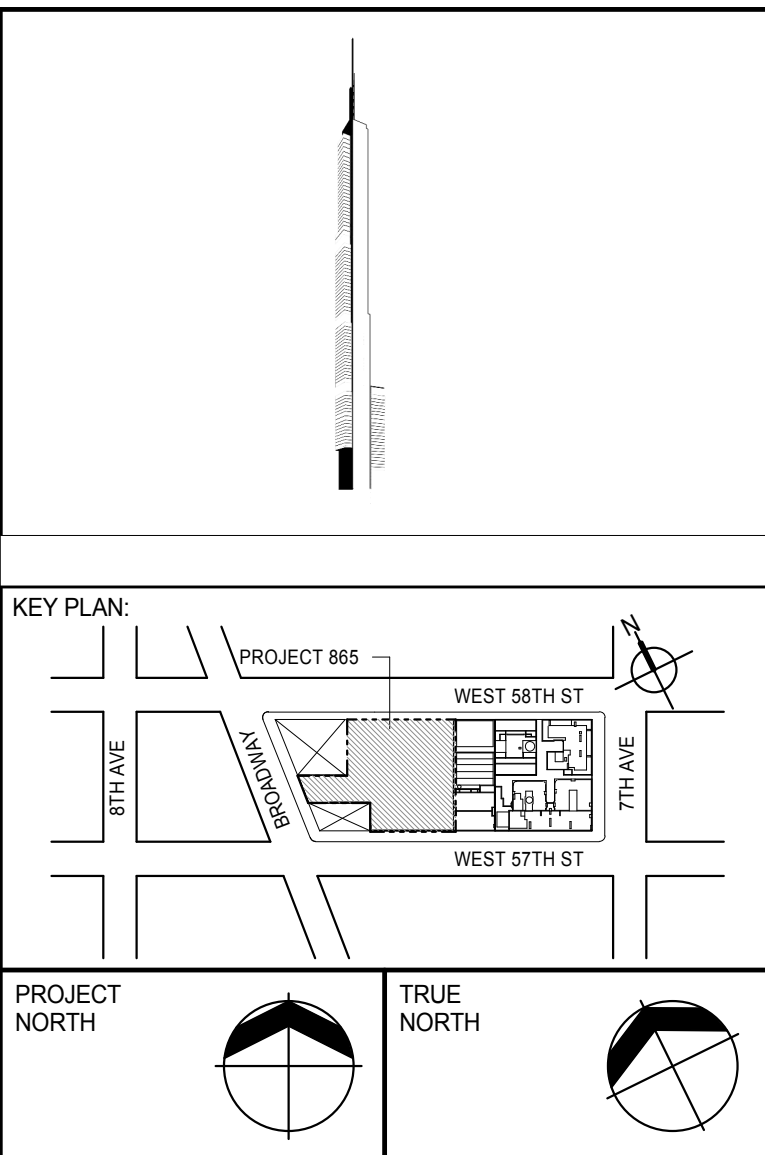 KEY PLAN:
N
PROJECT 865
WEST 58TH ST
8TH AVE
BROADWAY
7TH AVE
WEST 57TH ST
PROJECT
NORTH
TRUE
NORTH